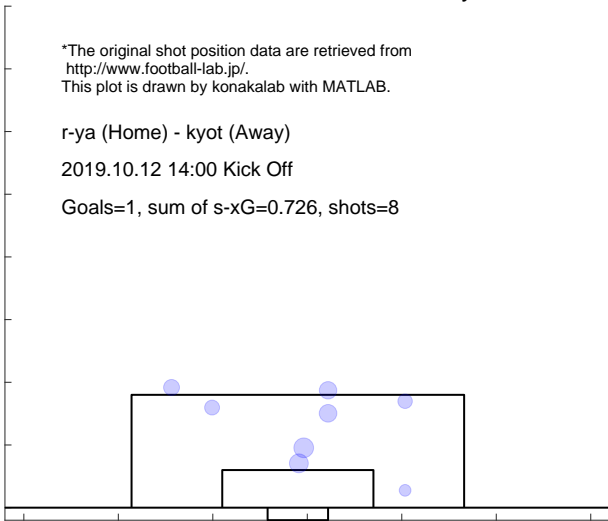 *The original shot position data are retrieved from
http://www.football-lab.jp/.
This plot is drawn by konakalab with MATLAB.
r-ya (Home) - kyot (Away)
2019.10.12 14:00 Kick Off
Goals=1, sum of s-xG=0.726, shots=8